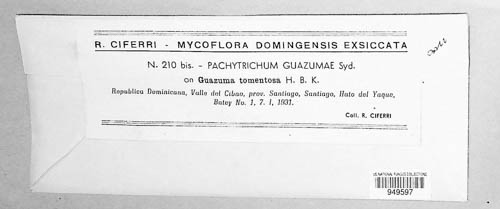 R. CIFERRI - MYCOFLORA DOMINGENSIS EXSICCATA
N. 210 bis. - PACHYTRICHUM GUAZUMAE Syd.
on Guazuma tomentosa H. B. K.
Republica Dominicana, Valle del Cibao, prov. Santiago, Santiago, Hato del Yaque,
Batey No. 1, 7. I, 1931.
Coll. R. CIFERRI
US NATIONAL FUNGUS COLLECTIONS
949597